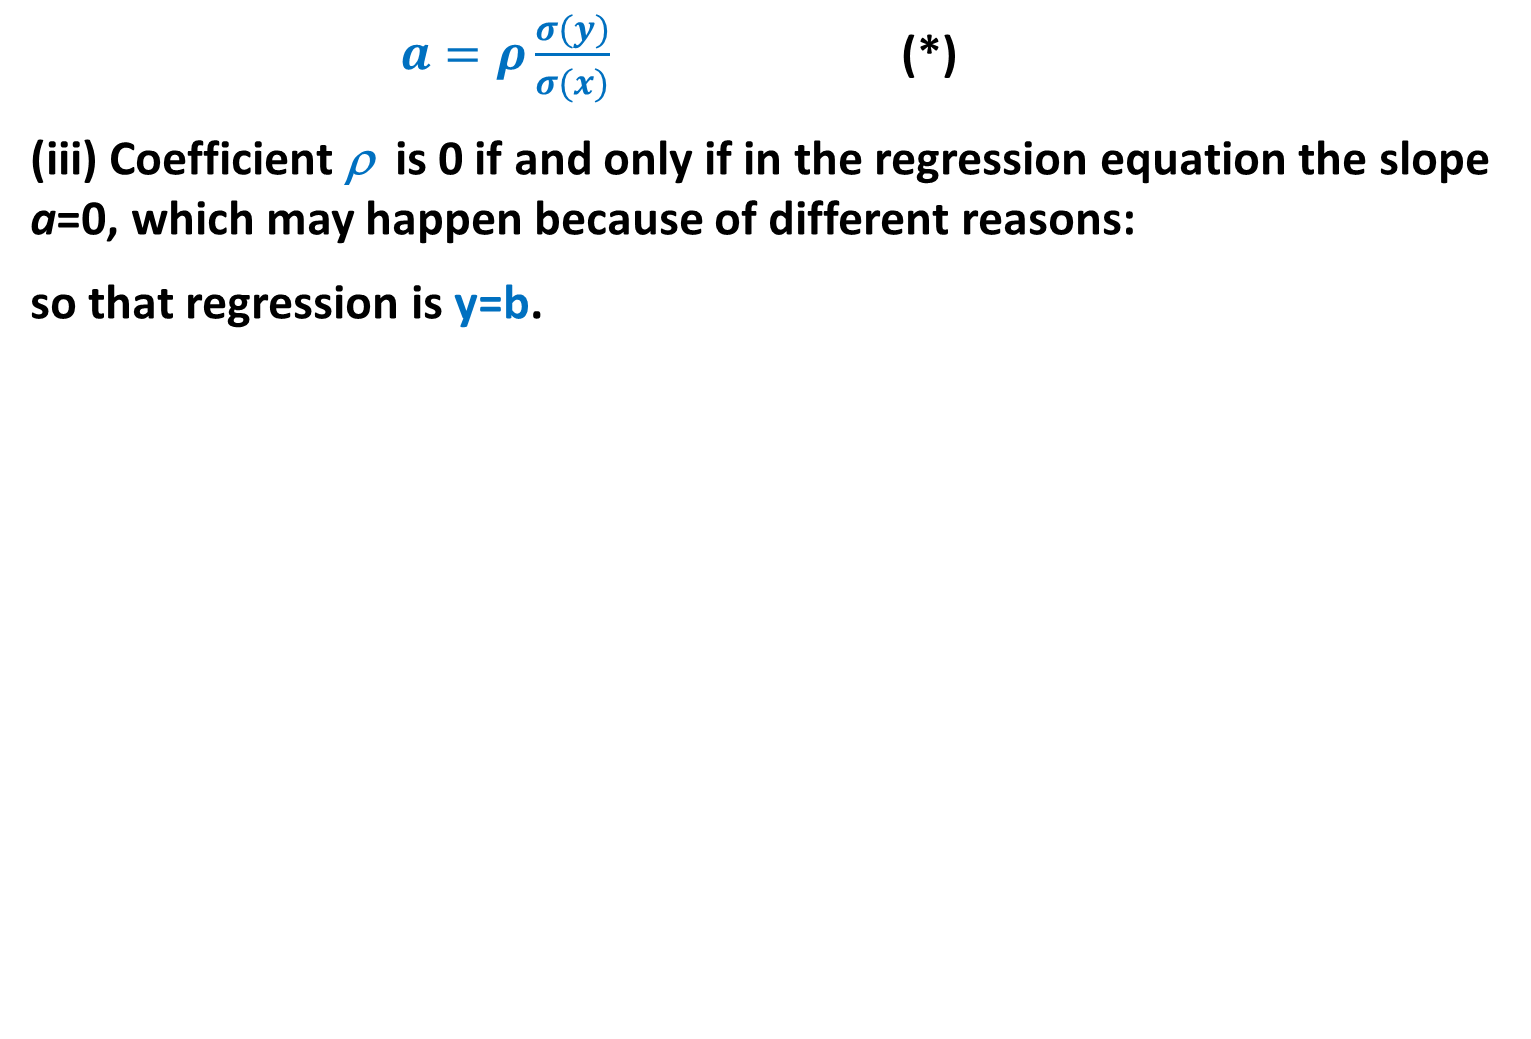 a = ρ σ(y)/σ(x) (*)
(iii) Coefficient ρ is 0 if and only if in the regression equation the slope
a=0, which may happen because of different reasons:
so that regression is y=b.